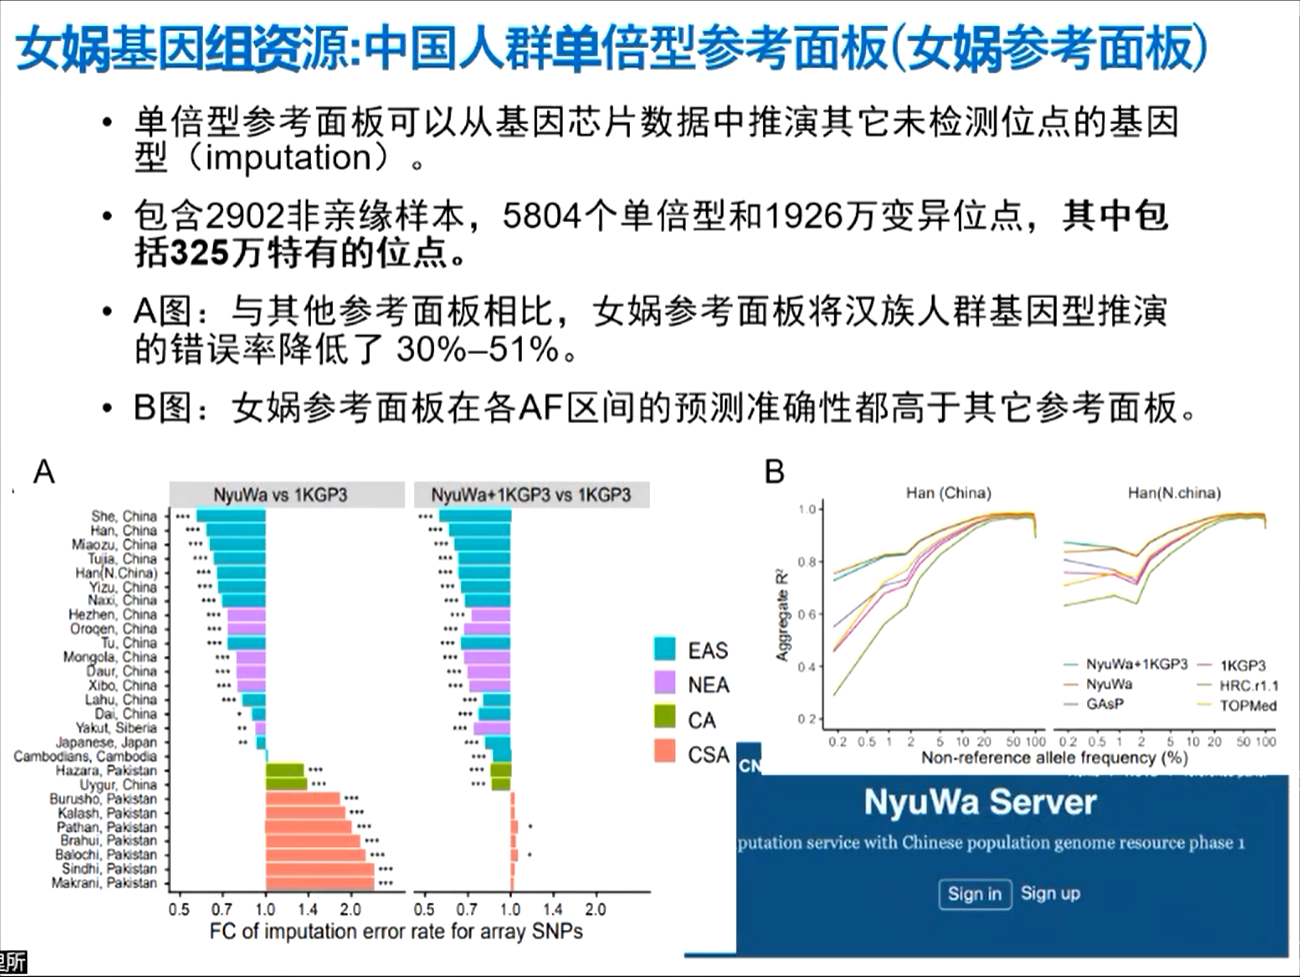 女娲基因组资源:中国人群单倍型参考面板(女娲参考面板)
• 单倍型参考面板可以从基因芯片数据中推演其它未检测位点的基因
型（imputation）。
• 包含2902非亲缘样本，5804个单倍型和1926万变异位点，其中包
括325万特有的位点。
• A图：与其他参考面板相比，女娲参考面板将汉族人群基因型推演
的错误率降低了 30%–51%。
• B图：女娲参考面板在各AF区间的预测准确性都高于其它参考面板。
A
NyuWa vs 1KGP3
NyuWa+1KGP3 vs 1KGP3
She, China
Han, China
Miaozu, China
Tujia, China
Han(N.China)
Yizu, China
Naxi, China
Hezhen, China
Oroqen, China
Tu, China
Mongola, China
Daur, China
Xibo, China
Lahu, China
Dai, China
Yakut, Siberia
Japanese, Japan
Cambodians, Cambodia
Hazara, Pakistan
Uygur, China
Burusho, Pakistan
Kalash, Pakistan
Pathan, Pakistan
Brahui, Pakistan
Balochi, Pakistan
Sindhi, Pakistan
Makrani, Pakistan
0.5 0.7 1.0 1.4 2.0
0.5 0.7 1.0 1.4 2.0
FC of imputation error rate for array SNPs
EAS
NEA
CA
CSA
B
Han (China)
Han(N.china)
Aggregate R²
1.0
0.8
0.6
0.4
0.2
NyuWa+1KGP3
NyuWa
GAsP
1KGP3
HRC.r1.1
TOPMed
0.2 0.5 1 2 5 10 20 50 100
0.2 0.5 1 2 5 10 20 50 100
Non-reference allele frequency (%)
CN
NyuWa Server
putation service with Chinese population genome resource phase 1
Sign in Sign up